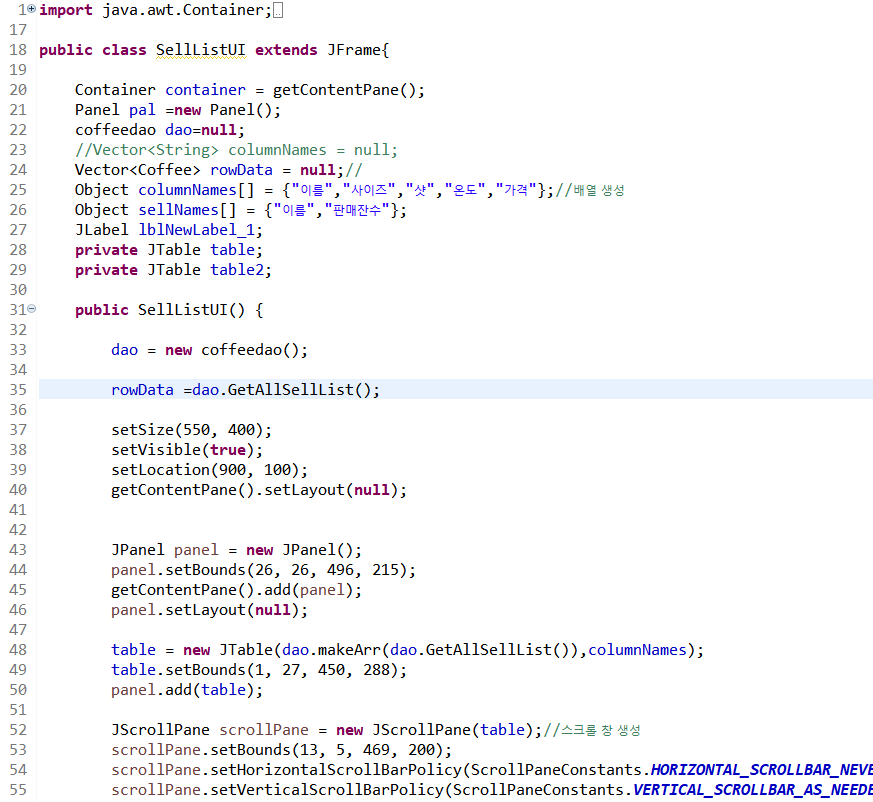 1 import java.awt.Container;
17
18 public class SellListUI extends JFrame{
19
20 Container container = getContentPane();
21 Panel pal =new Panel();
22 coffeedao dao=null;
23 //Vector<String> columnNames = null;
24 Vector<Coffee> rowData = null;//
25 Object columnNames[] = {"이름","사이즈","샷","온도","가격"};//배열 생성
26 Object sellNames[] = {"이름","판매잔수"};
27 JLabel lblNewLabel_1;
28 private JTable table;
29 private JTable table2;
30
31 public SellListUI() {
32
33 dao = new coffeedao();
34
35 rowData =dao.GetAllSellList();
36
37 setSize(550, 400);
38 setVisible(true);
39 setLocation(900, 100);
40 getContentPane().setLayout(null);
41
42
43 JPanel panel = new JPanel();
44 panel.setBounds(26, 26, 496, 215);
45 getContentPane().add(panel);
46 panel.setLayout(null);
47
48 table = new JTable(dao.makeArr(dao.GetAllSellList()),columnNames);
49 table.setBounds(1, 27, 450, 288);
50 panel.add(table);
51
52 JScrollPane scrollPane = new JScrollPane(table);//스크롤 창 생성
53 scrollPane.setBounds(13, 5, 469, 200);
54 scrollPane.setHorizontalScrollBarPolicy(ScrollPaneConstants.HORIZONTAL_SCROLLBAR_NEVE
55 scrollPane.setVerticalScrollBarPolicy(ScrollPaneConstants.VERTICAL_SCROLLBAR_AS_NEEDE